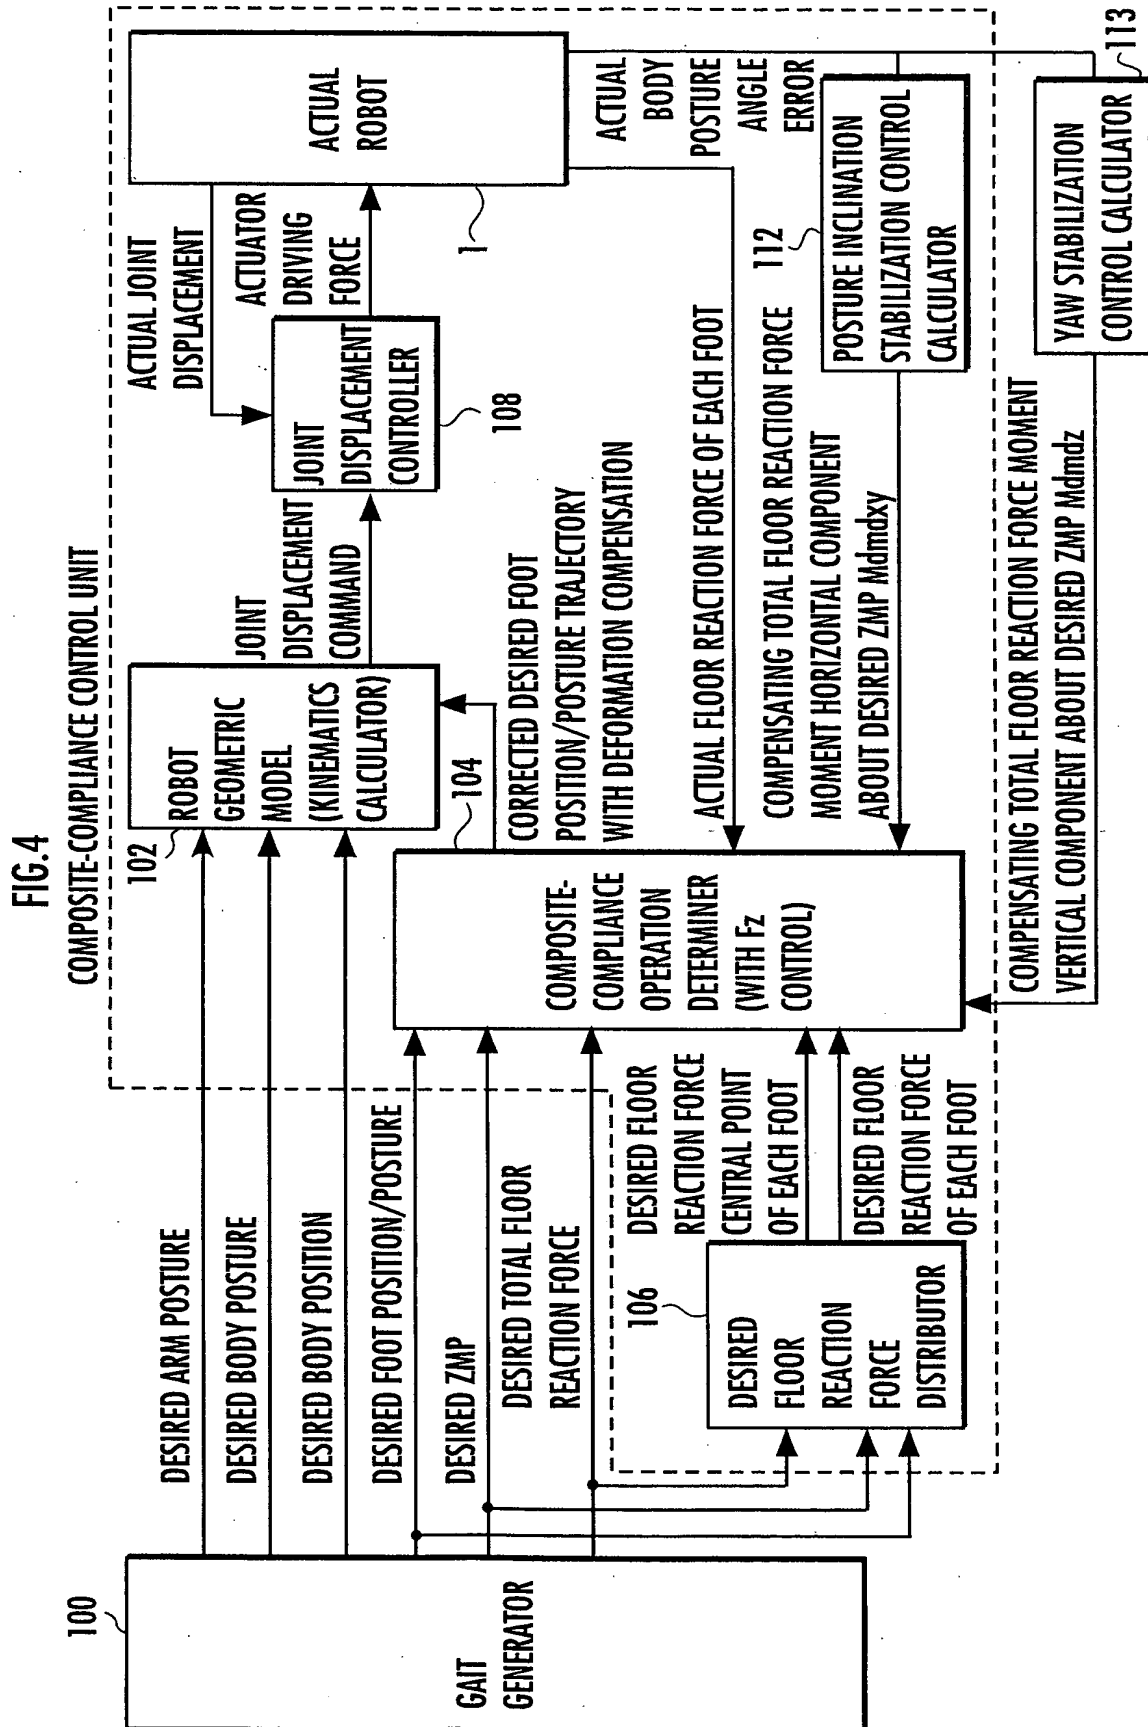 FIG.4
COMPOSITE-COMPLIANCE CONTROL UNIT
100
GAIT
GENERATOR
DESIRED ARM POSTURE
DESIRED BODY POSTURE
DESIRED BODY POSITION
DESIRED FOOT POSITION/POSTURE
DESIRED ZMP
DESIRED TOTAL FLOOR
REACTION FORCE
106
DESIRED
FLOOR
REACTION
FORCE
DISTRIBUTOR
DESIRED FLOOR
REACTION FORCE
CENTRAL POINT
OF EACH FOOT
DESIRED FLOOR
REACTION FORCE
OF EACH FOOT
102
ROBOT
GEOMETRIC
MODEL
(KINEMATICS
CALCULATOR)
104
COMPOSITE-
COMPLIANCE
OPERATION
DETERMINER
(WITH Fz
CONTROL)
CORRECTED DESIRED FOOT
POSITION/POSTURE TRAJECTORY
WITH DEFORMATION COMPENSATION
JOINT
DISPLACEMENT
COMMAND
JOINT
DISPLACEMENT
CONTROLLER
108
ACTUAL JOINT
DISPLACEMENT
ACTUATOR
DRIVING
FORCE
ACTUAL
ROBOT
1
ACTUAL FLOOR REACTION FORCE OF EACH FOOT
ACTUAL
BODY
POSTURE
ANGLE
ERROR
COMPENSATING TOTAL FLOOR REACTION FORCE
MOMENT HORIZONTAL COMPONENT
ABOUT DESIRED ZMP Mdmdxy
112
POSTURE INCLINATION
STABILIZATION CONTROL
CALCULATOR
COMPENSATING TOTAL FLOOR REACTION FORCE MOMENT
VERTICAL COMPONENT ABOUT DESIRED ZMP Mdmdz
YAW STABILIZATION
CONTROL CALCULATOR
113